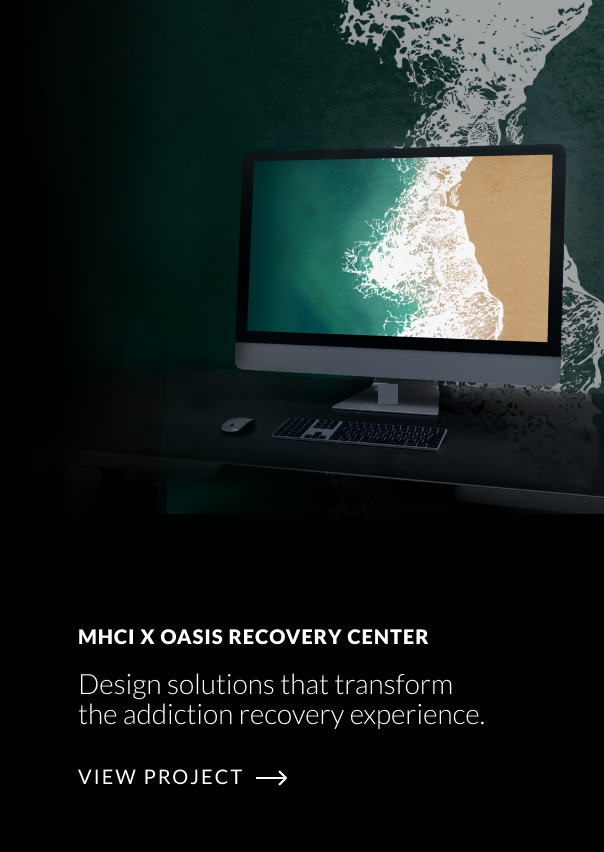 MHCI X OASIS RECOVERY CENTER
Design solutions that transform
the addiction recovery experience.
VIEW PROJECT